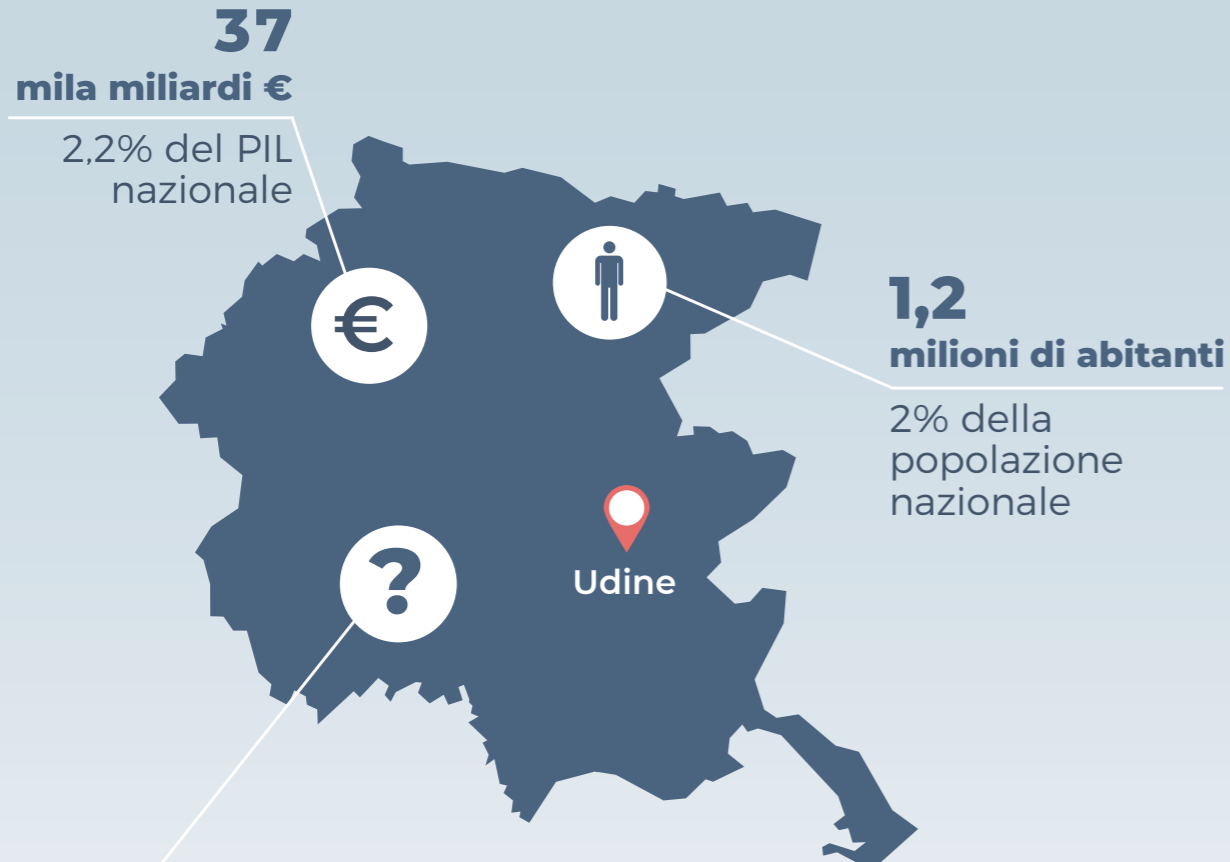 37
mila miliardi €
2,2% del PIL
nazionale
€
1,2
milioni di abitanti
2% della
popolazione
nazionale
?
Udine